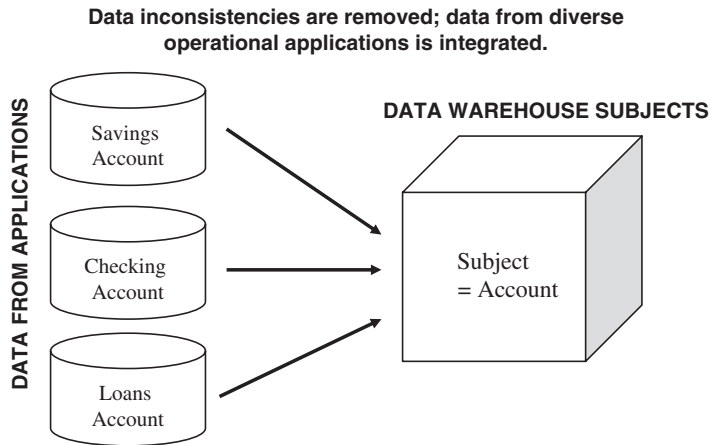 Data inconsistencies are removed; data from diverse
operational applications is integrated.
DATA FROM APPLICATIONS
Savings
Account
Checking
Account
Loans
Account
DATA WAREHOUSE SUBJECTS
Subject
= Account